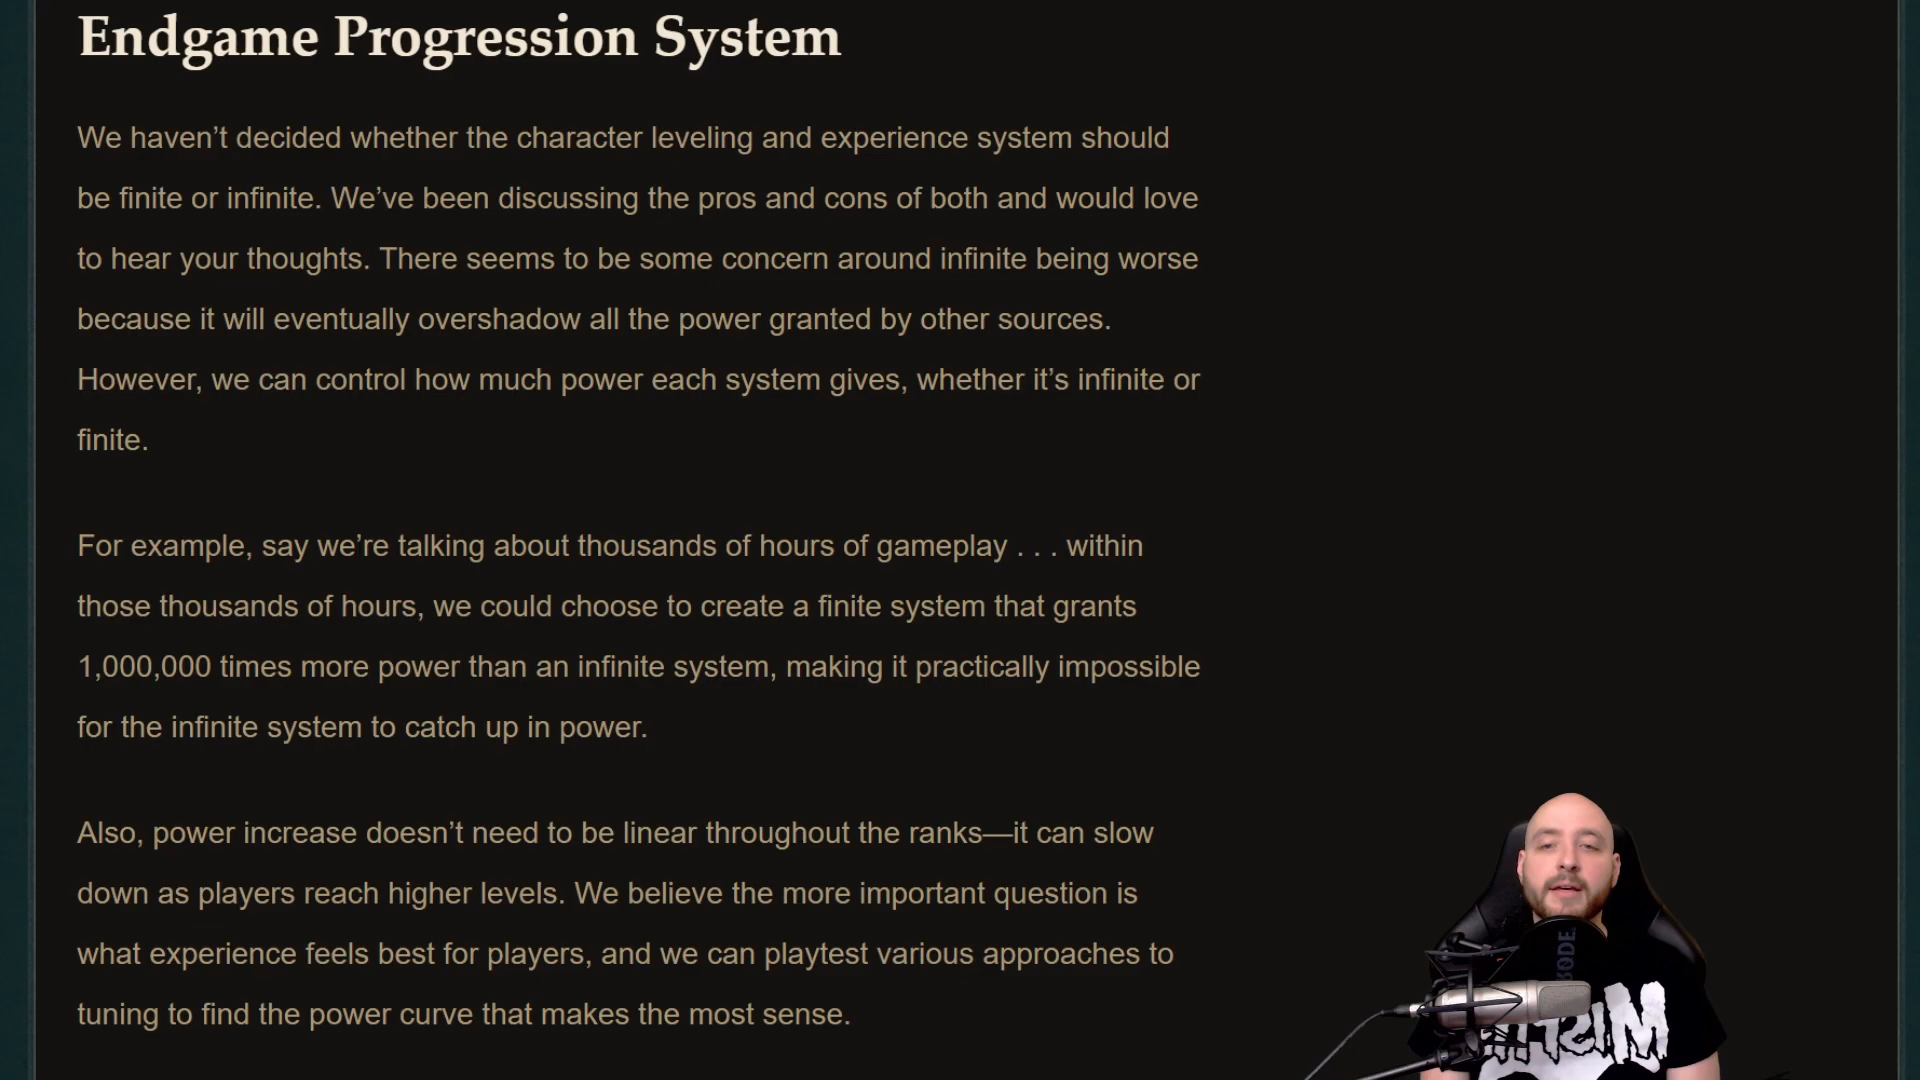 Endgame Progression System
We haven’t decided whether the character leveling and experience system should
be finite or infinite. We’ve been discussing the pros and cons of both and would love
to hear your thoughts. There seems to be some concern around infinite being worse
because it will eventually overshadow all the power granted by other sources.
However, we can control how much power each system gives, whether it’s infinite or
finite.
For example, say we’re talking about thousands of hours of gameplay . . . within
those thousands of hours, we could choose to create a finite system that grants
1,000,000 times more power than an infinite system, making it practically impossible
for the infinite system to catch up in power.
Also, power increase doesn’t need to be linear throughout the ranks—it can slow
down as players reach higher levels. We believe the more important question is
what experience feels best for players, and we can playtest various approaches to
tuning to find the power curve that makes the most sense.